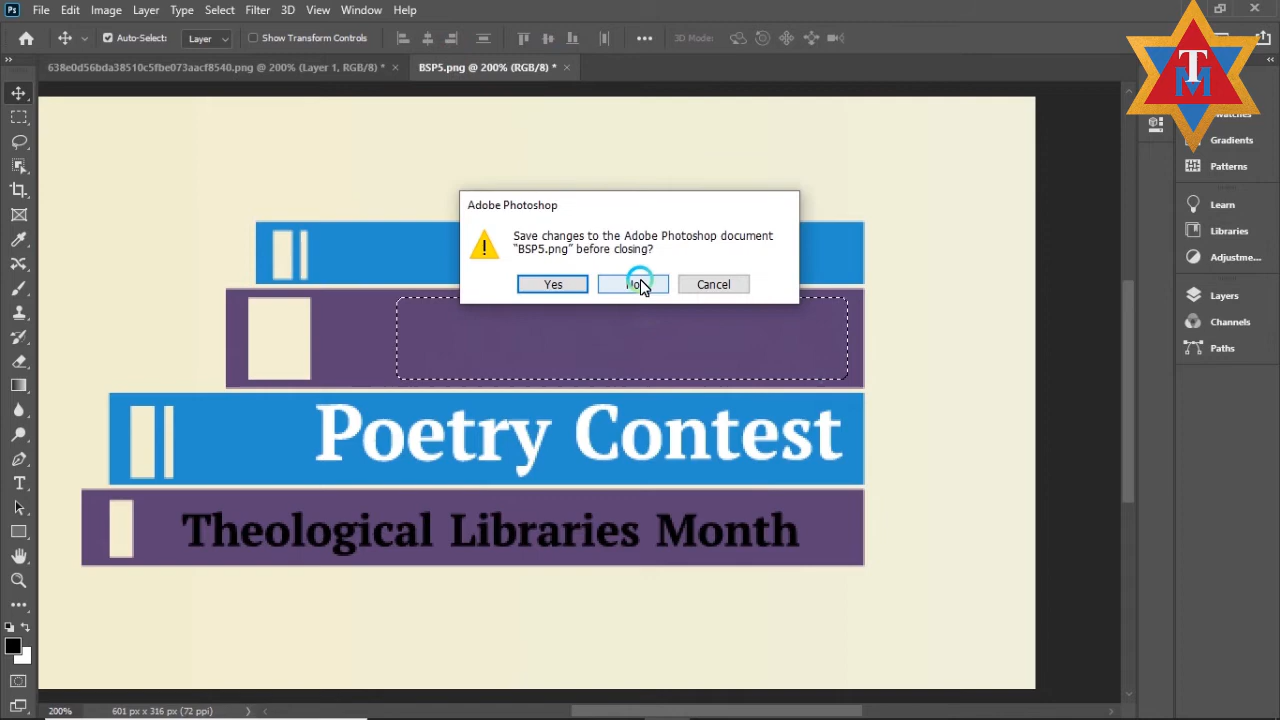 Ps File Edit Image Layer Type Select Filter 3D View Window Help
Auto-Select: Layer Show Transform Controls 3D Mode:
638e0d56bda38510c5fbe073aacf8540.png @ 200% (Layer 1, RGB/8) * × BSP5.png @ 200% (RGB/8) * ×
TM
Gradients
Patterns
Learn
Libraries
Adjustme...
Layers
Channels
Paths
Adobe Photoshop
Save changes to the Adobe Photoshop document
“BSP5.png” before closing?
Yes No Cancel
Poetry Contest
Theological Libraries Month
200% 601 px x 316 px (72 ppi)